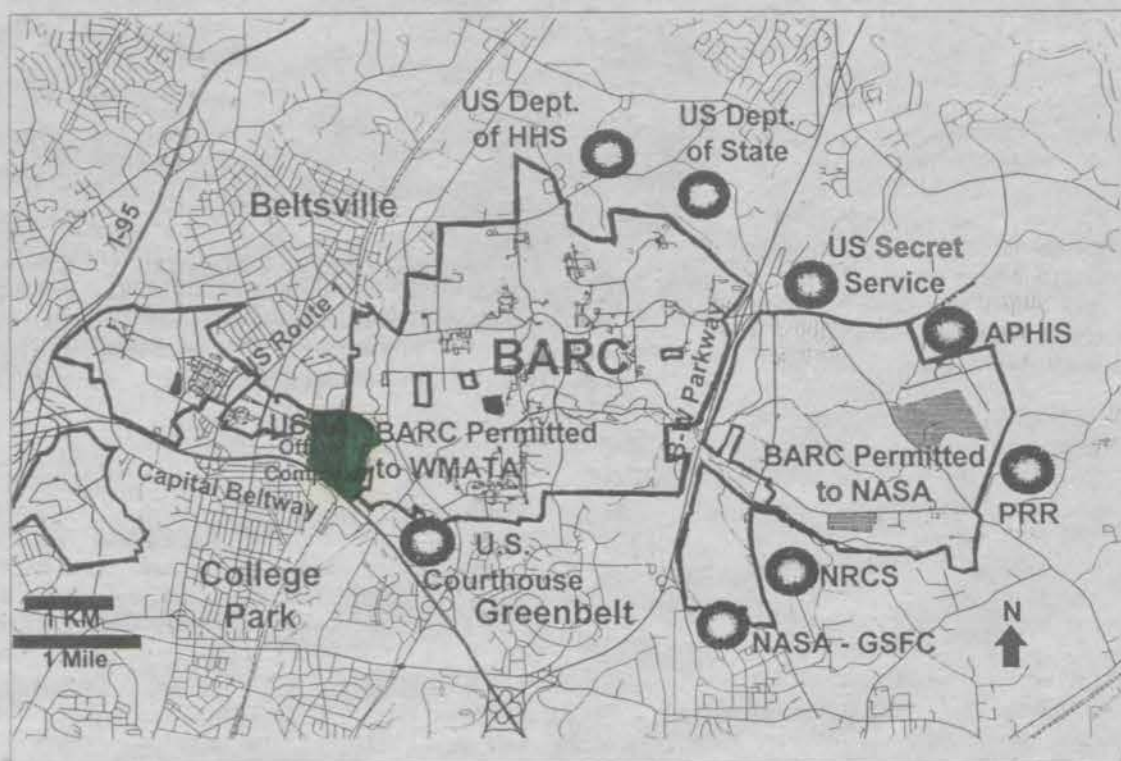 US Dept.
of HHS
US Dept.
of State
Beltsville
I-95
US Secret
Service
US Route 1
APHIS
BARC
B-W Parkway
BARC Permitted
to WMATA
BARC Permitted
to NASA
Capital Beltway
PRR
U.S.
Courthouse
College
Park
Greenbelt
NRCS
NASA - GSFC
N
1 KM
1 Mile